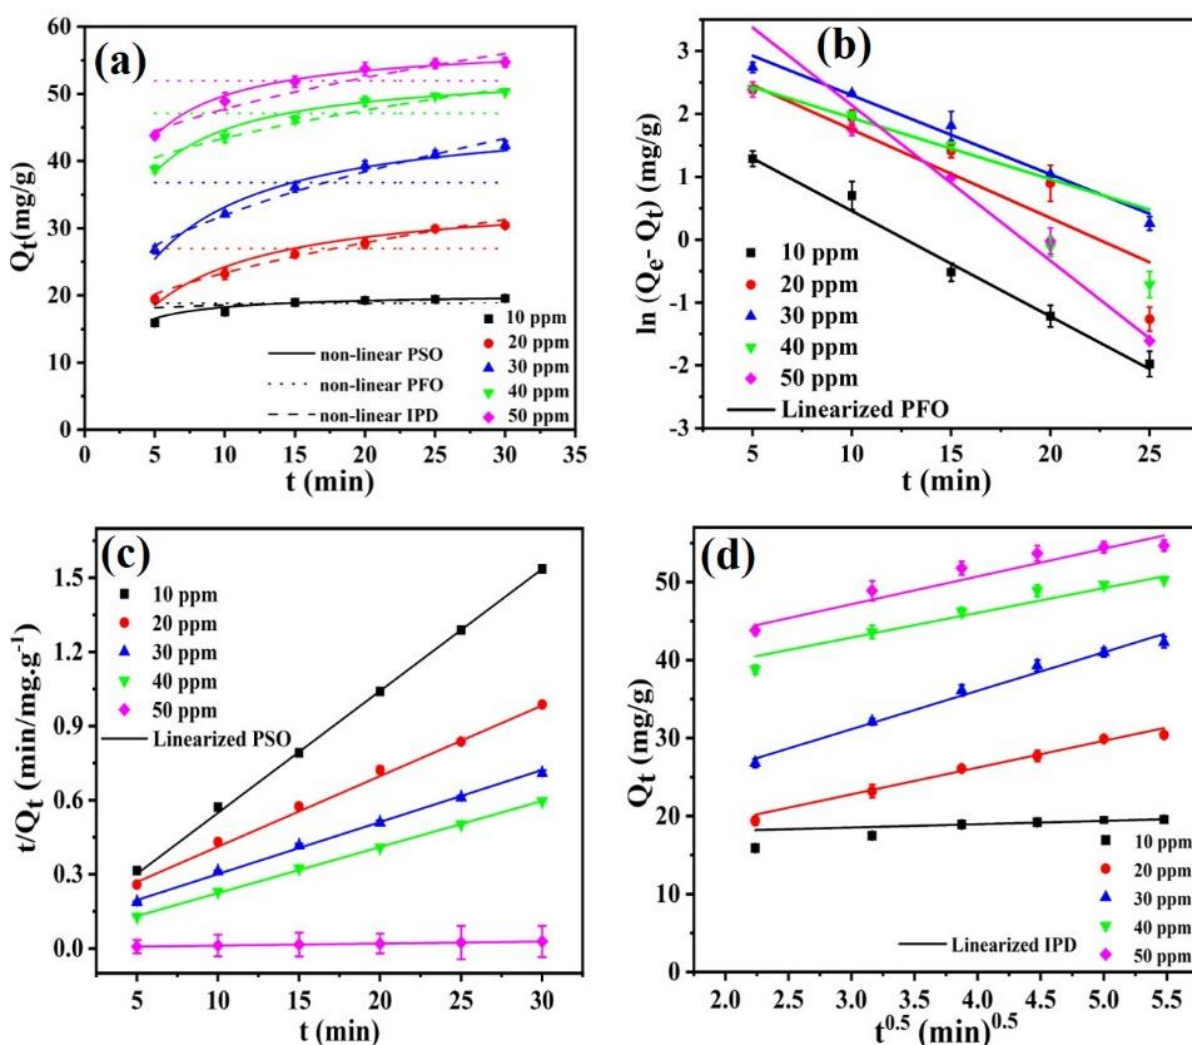 (a)
Q_t(mg/g)
60
50
40
30
20
10
0
0 5 10 15 20 25 30 35
t (min)
non-linear PSO
non-linear PFO
non-linear IPD
10 ppm
20 ppm
30 ppm
40 ppm
50 ppm
(b)
ln (Q_e- Q_t) (mg/g)
3
2
1
0
-1
-2
-3
5 10 15 20 25
t (min)
10 ppm
20 ppm
30 ppm
40 ppm
50 ppm
Linearized PFO
(c)
t/Q_t (min/mg.g^-1)
1.5
1.2
0.9
0.6
0.3
0.0
5 10 15 20 25 30
t (min)
10 ppm
20 ppm
30 ppm
40 ppm
50 ppm
Linearized PSO
(d)
Q_t (mg/g)
50
40
30
20
10
0
2.0 2.5 3.0 3.5 4.0 4.5 5.0 5.5
t^0.5 (min)^0.5
10 ppm
20 ppm
30 ppm
40 ppm
50 ppm
Linearized IPD